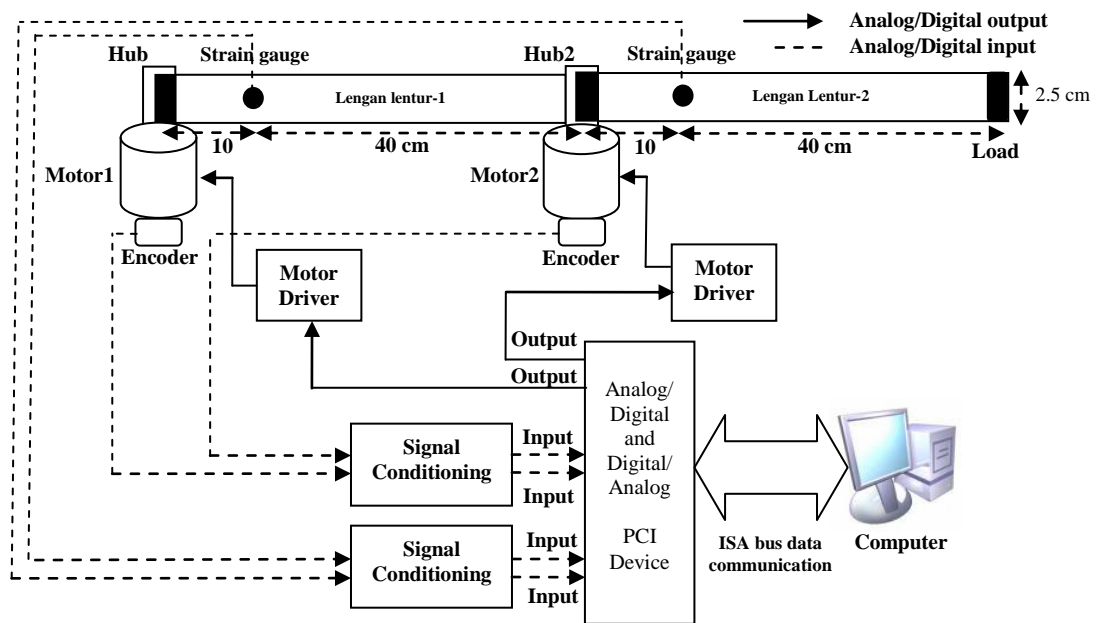 Analog/Digital output
Analog/Digital input
Hub
Strain gauge
Hub2
Strain gauge
Lengan lentur-1
Lengan Lentur-2
2.5 cm
10
40 cm
10
40 cm
Load
Motor1
Motor2
Encoder
Encoder
Motor
Driver
Motor
Driver
Output
Output
Analog/
Digital
and
Digital/
Analog
PCI
Device
Signal
Conditioning
Input
Input
Signal
Conditioning
Input
Input
ISA bus data
communication
Computer